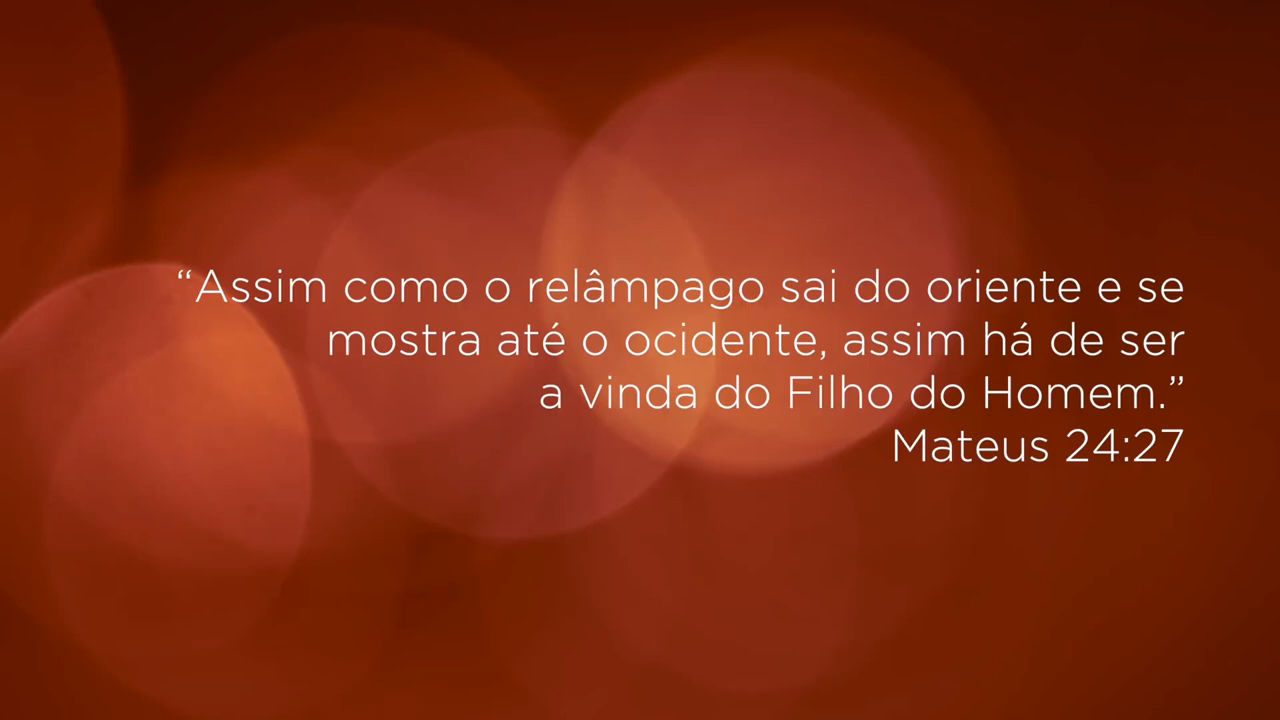 “Assim como o relâmpago sai do oriente e se
mostra até o ocidente, assim há de ser
a vinda do Filho do Homem.”
Mateus 24:27